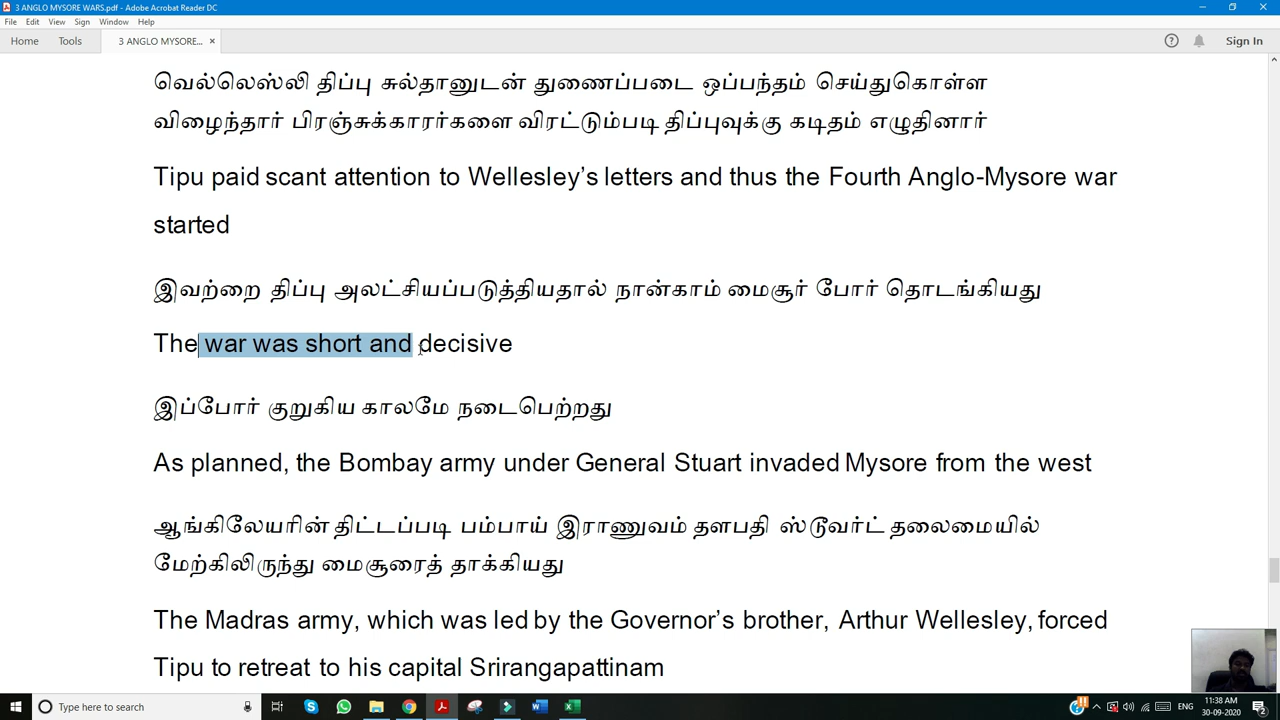 3 ANGLO MYSORE WARS.pdf - Adobe Acrobat Reader DC
File Edit View Sign Window Help
Home Tools 3 ANGLO MYSORE... × Sign In
வெல்லெஸ்லி திப்பு சுல்தானுடன் துணைப்படை ஒப்பந்தம் செய்துகொள்ள
விழைந்தார் பிரஞ்சுக்காரர்களை விரட்டும்படி திப்புவுக்கு கடிதம் எழுதினார்
Tipu paid scant attention to Wellesley’s letters and thus the Fourth Anglo-Mysore war
started
இவற்றை திப்பு அலட்சியப்படுத்தியதால் நான்காம் மைசூர் போர் தொடங்கியது
The war was short and decisive
இப்போர் குறுகிய காலமே நடைபெற்றது
As planned, the Bombay army under General Stuart invaded Mysore from the west
ஆங்கிலேயரின் திட்டப்படி பம்பாய் இராணுவம் தளபதி ஸ்டூவர்ட் தலைமையில்
மேற்கிலிருந்து மைசூரைத் தாக்கியது
The Madras army, which was led by the Governor’s brother, Arthur Wellesley, forced
Tipu to retreat to his capital Srirangapattinam
Type here to search
ENG
11:38 AM
30-09-2020